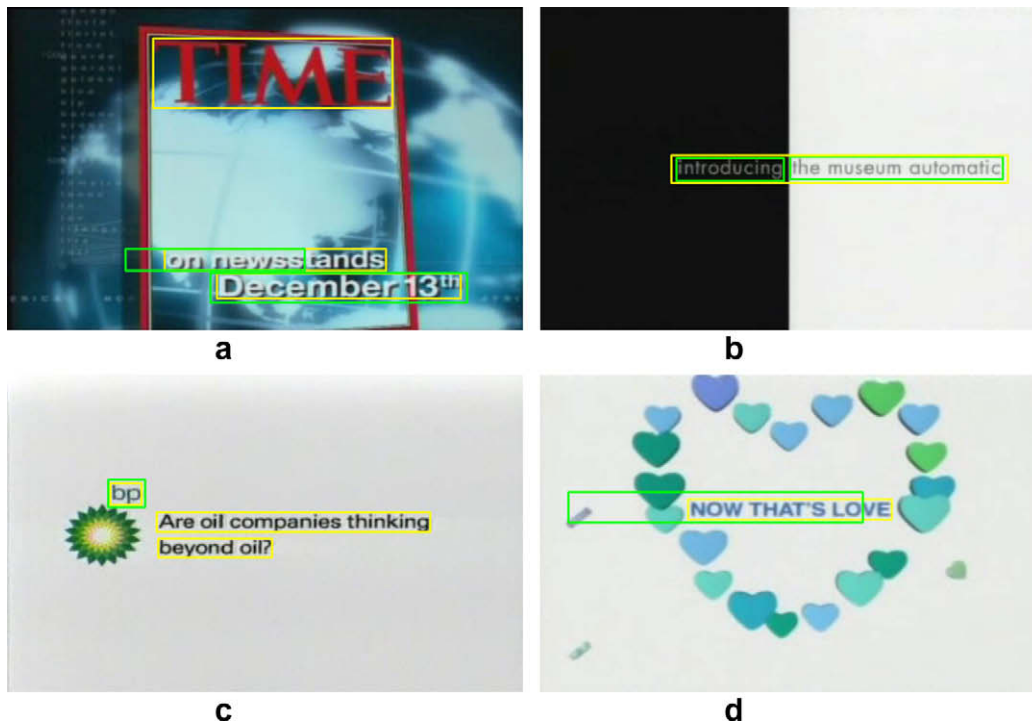 TIME
on newsstands
December 13th
a
introducing the museum automatic
b
bp
Are oil companies thinking
beyond oil?
c
NOW THAT'S LOVE
d